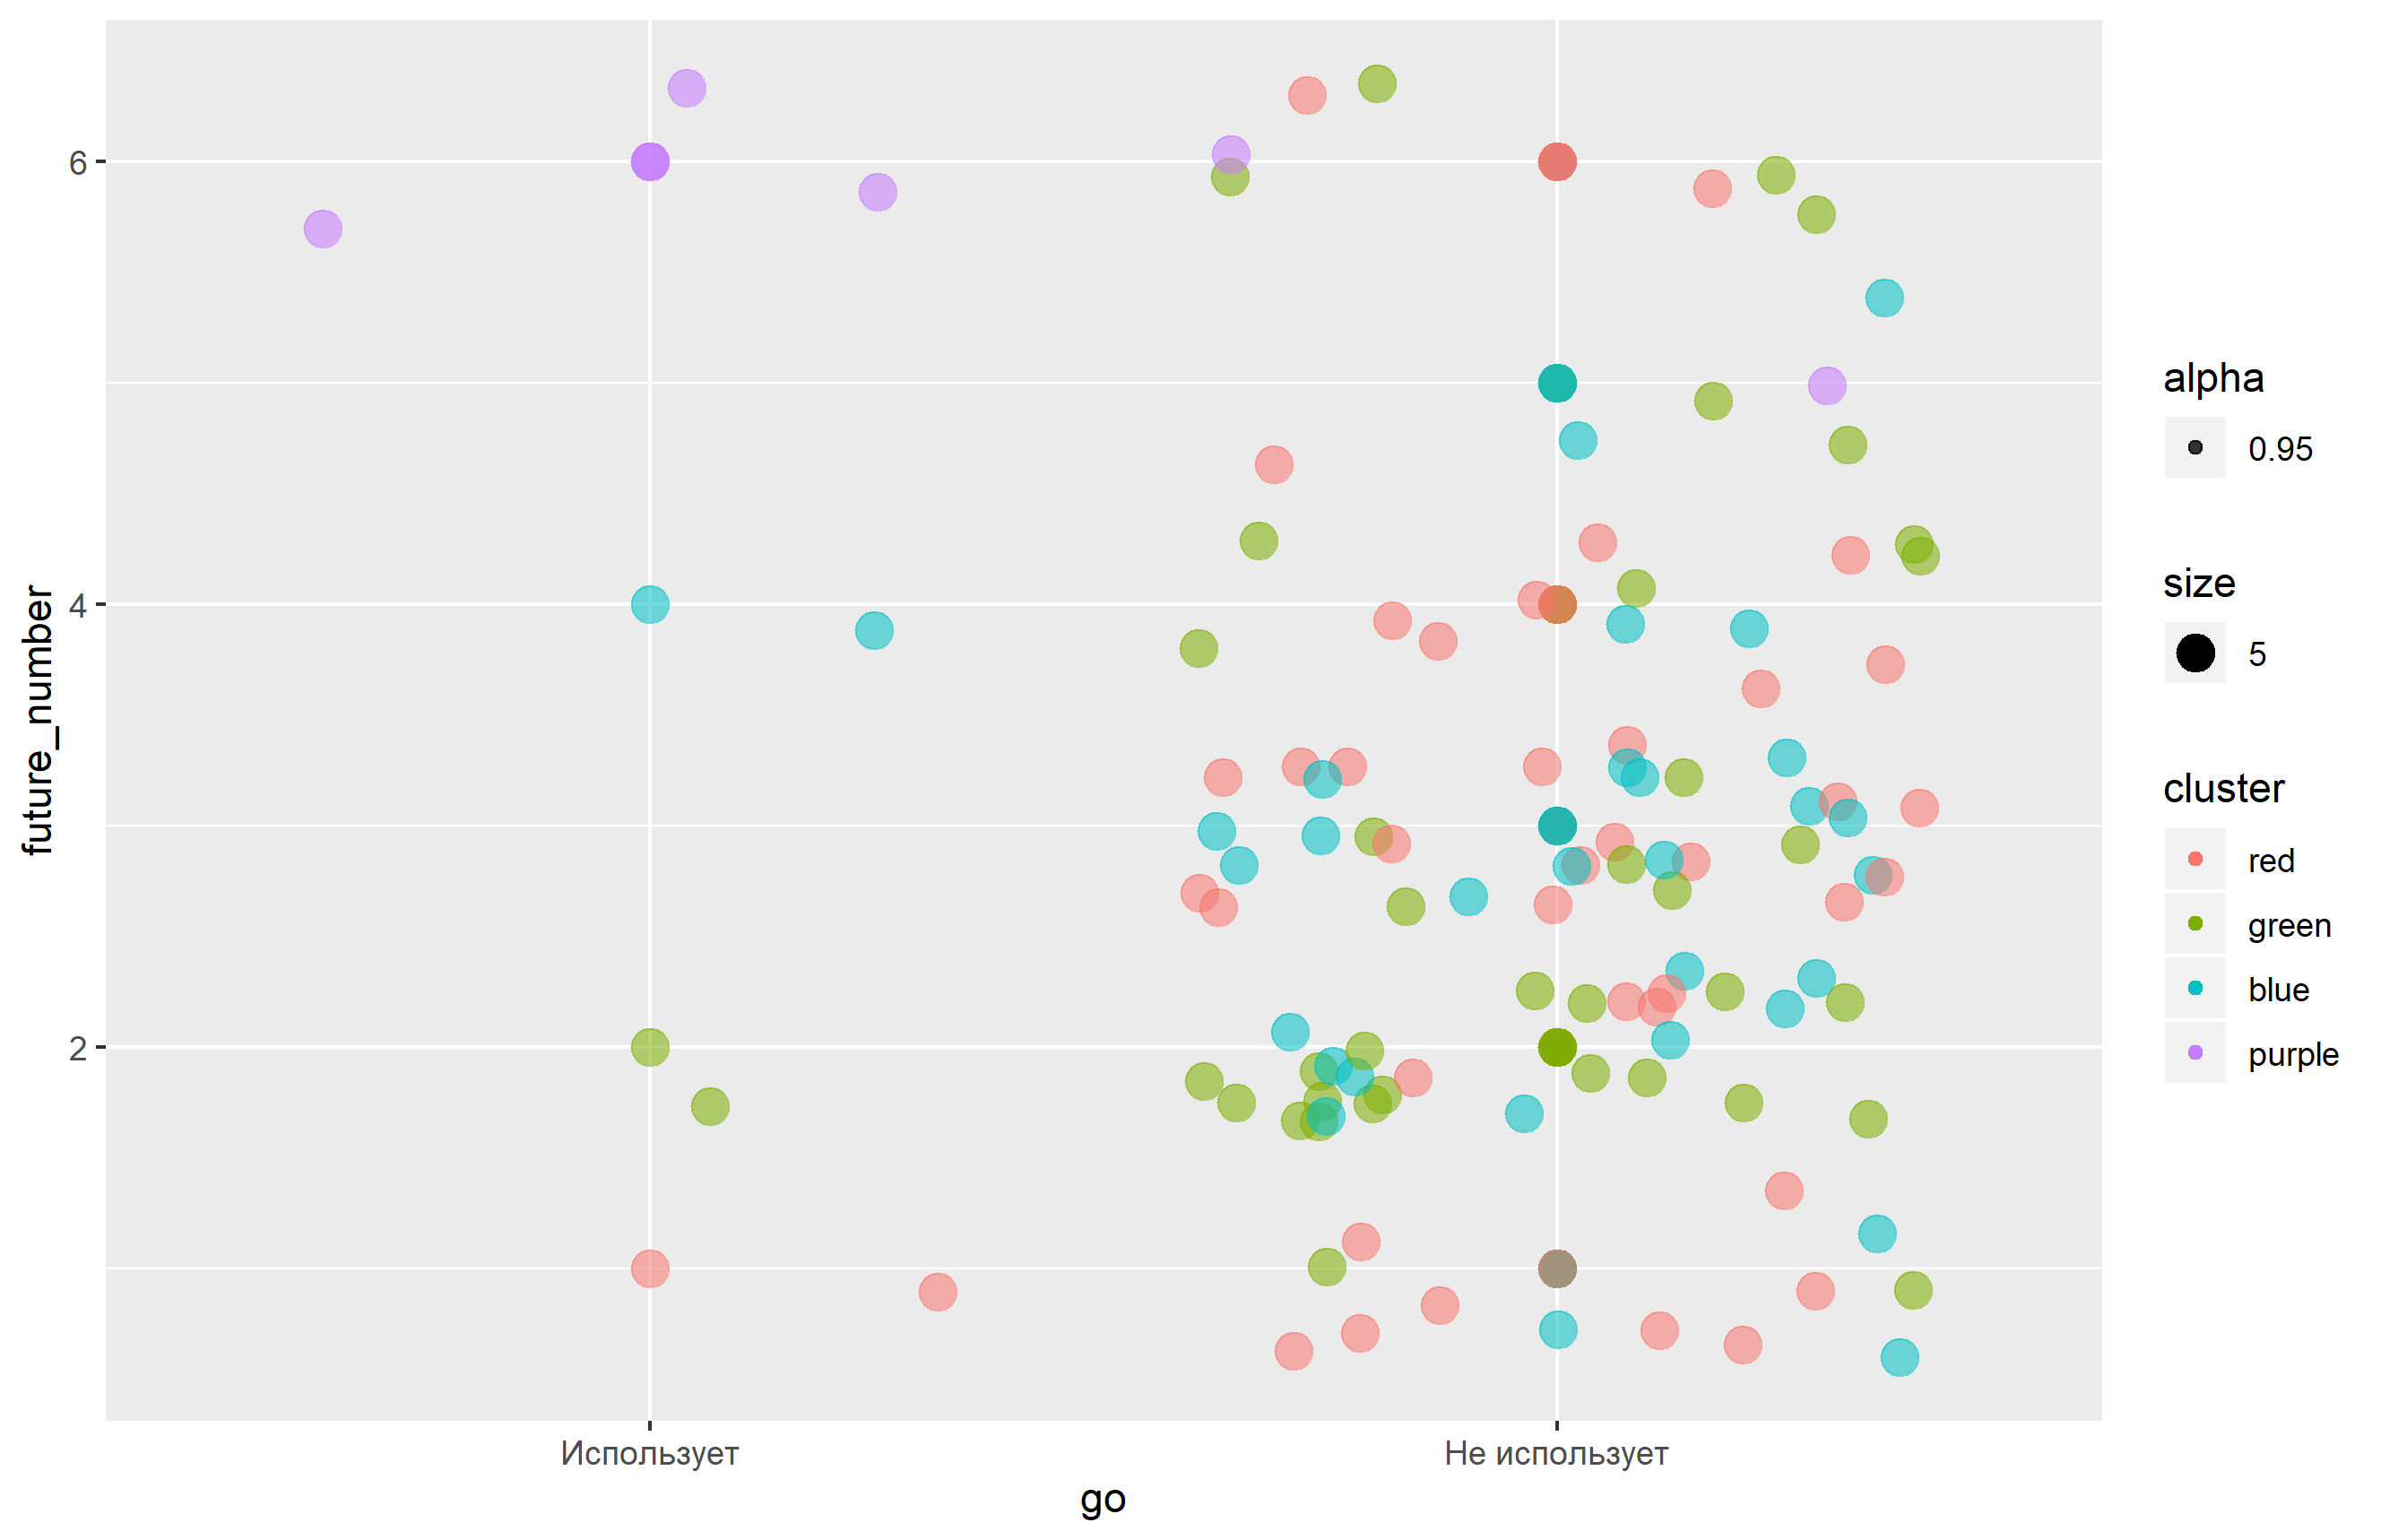 future_number
6
4
2
Использует
Не использует
go
alpha
0.95
size
5
cluster
red
green
blue
purple